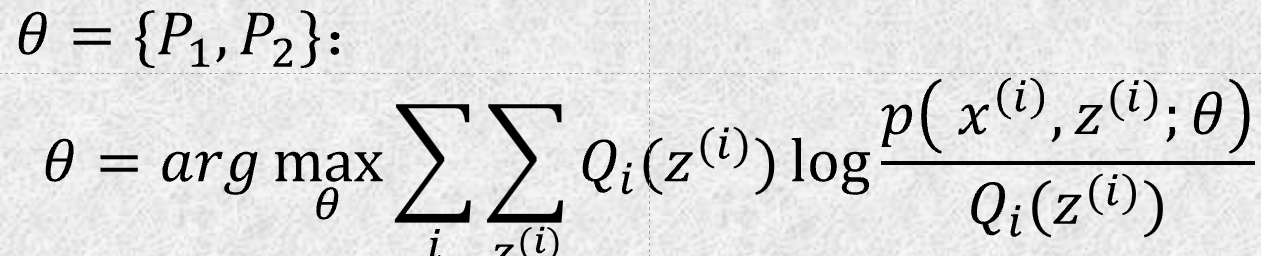 θ = {P₁, P₂}:
θ = arg max_θ ∑_i ∑_{z^{(i)}} Q_i(z^{(i)}) log p( x^{(i)}, z^{(i)}; θ) / Q_i(z^{(i)})